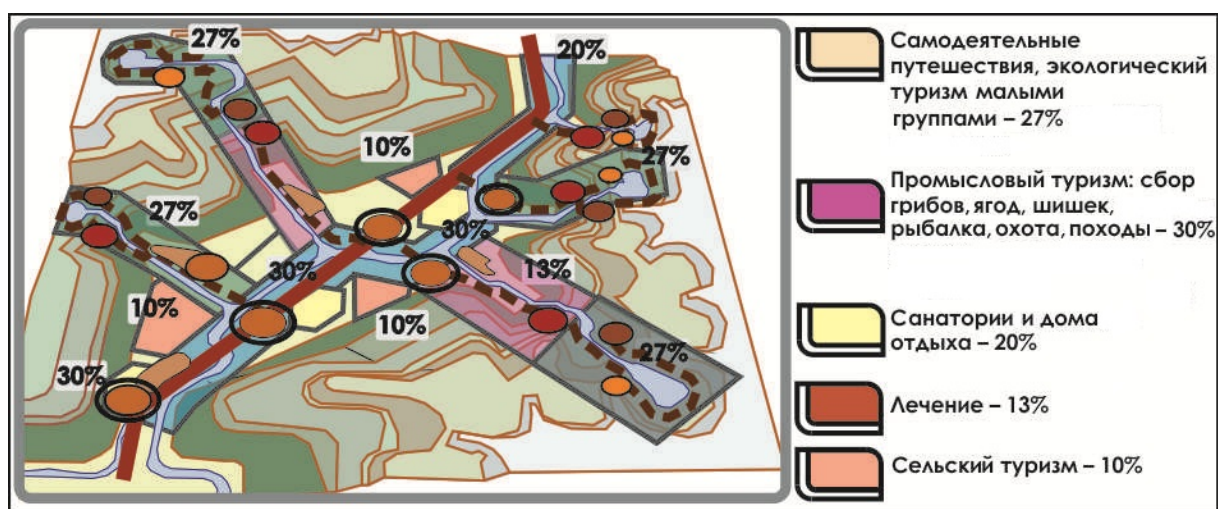 27%
20%
10%
27%
27%
30%
13%
30%
10%
10%
27%
30%
Самодеятельные
путешествия, экологический
туризм малыми
группами – 27%
Промысловый туризм: сбор
грибов, ягод, шишек,
рыбалка, охота, походы – 30%
Санатории и дома
отдыха – 20%
Лечение – 13%
Сельский туризм – 10%